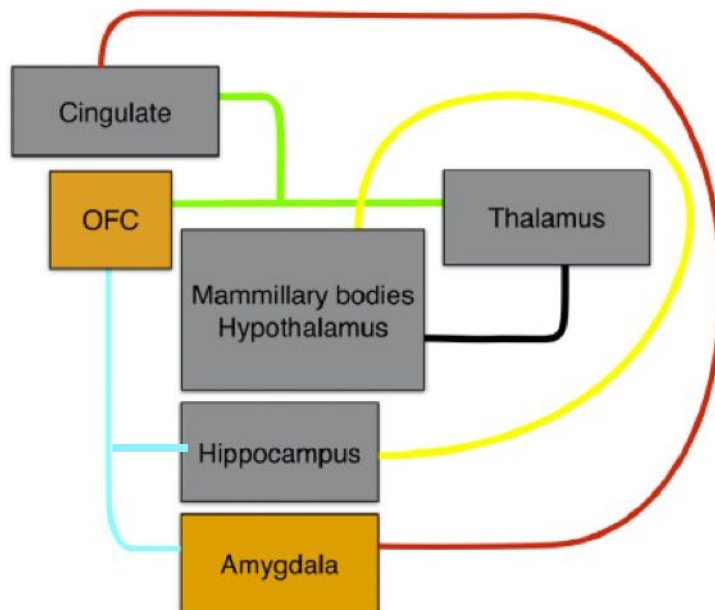 Cingulate
OFC
Thalamus
Mammillary bodies
Hypothalamus
Hippocampus
Amygdala